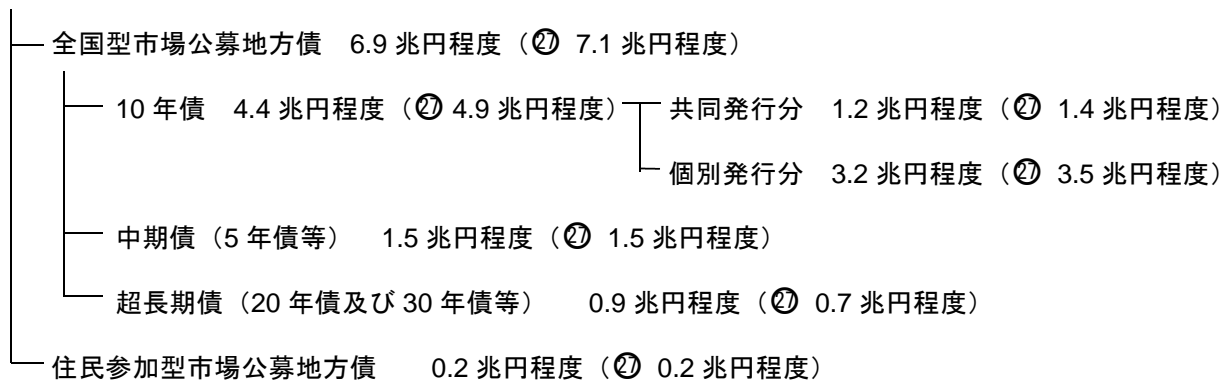 全国型市場公募地方債 6.9 兆円程度（㉗ 7.1 兆円程度）
10 年債 4.4 兆円程度（㉗ 4.9 兆円程度） 共同発行分 1.2 兆円程度（㉗ 1.4 兆円程度）
個別発行分 3.2 兆円程度（㉗ 3.5 兆円程度）
中期債（5 年債等） 1.5 兆円程度（㉗ 1.5 兆円程度）
超長期債（20 年債及び 30 年債等） 0.9 兆円程度（㉗ 0.7 兆円程度）
住民参加型市場公募地方債 0.2 兆円程度（㉗ 0.2 兆円程度）